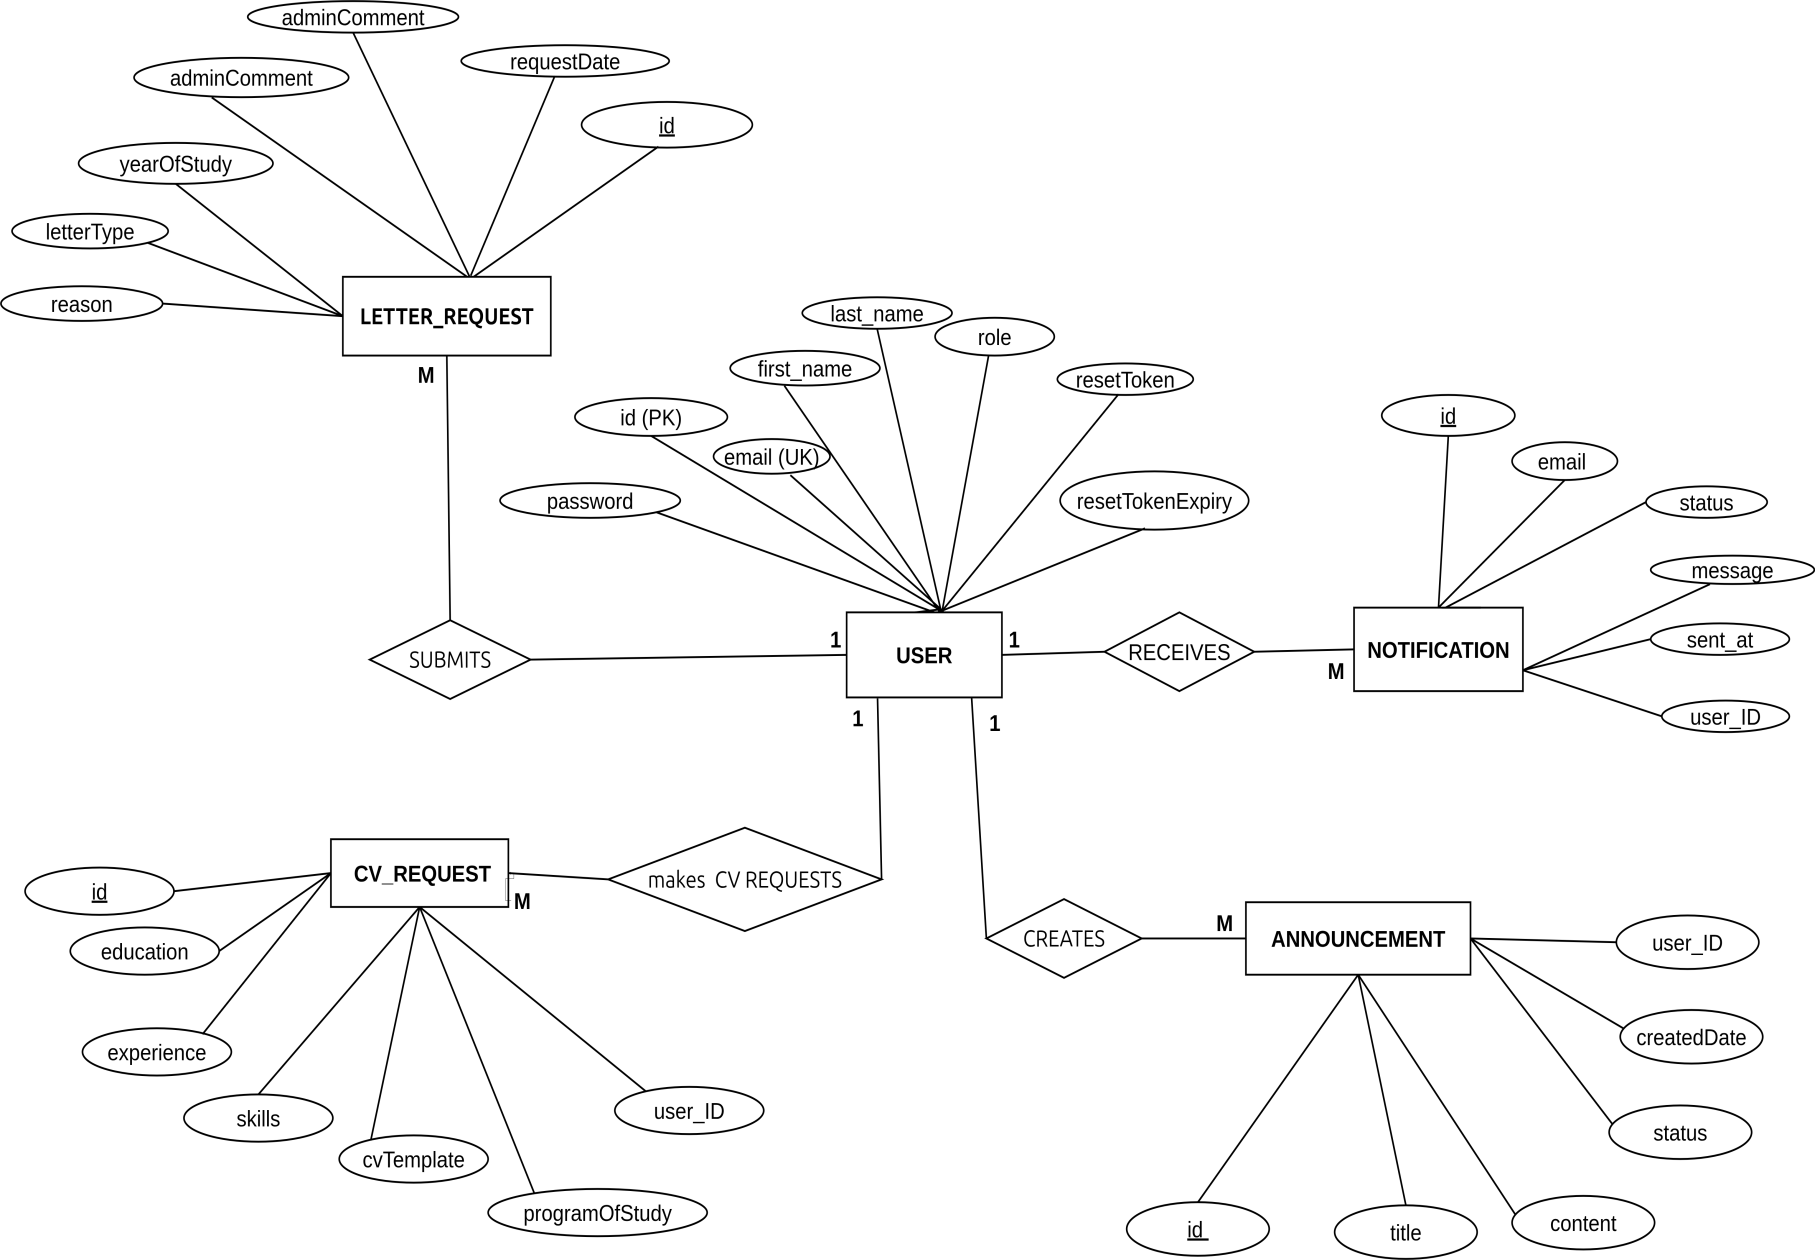 adminComment
requestDate
adminComment
id
yearOfStudy
letterType
reason
LETTER_REQUEST
M
last_name
role
first_name
resetToken
id (PK)
email (UK)
password
resetTokenExpiry
id
email
status
message
sent_at
user_ID
SUBMITS
1
USER
1
RECEIVES
M
NOTIFICATION
1
1
CV_REQUEST
M
makes CV REQUESTS
id
education
experience
skills
cvTemplate
programOfStudy
user_ID
CREATES
M
ANNOUNCEMENT
user_ID
createdDate
status
id
title
content